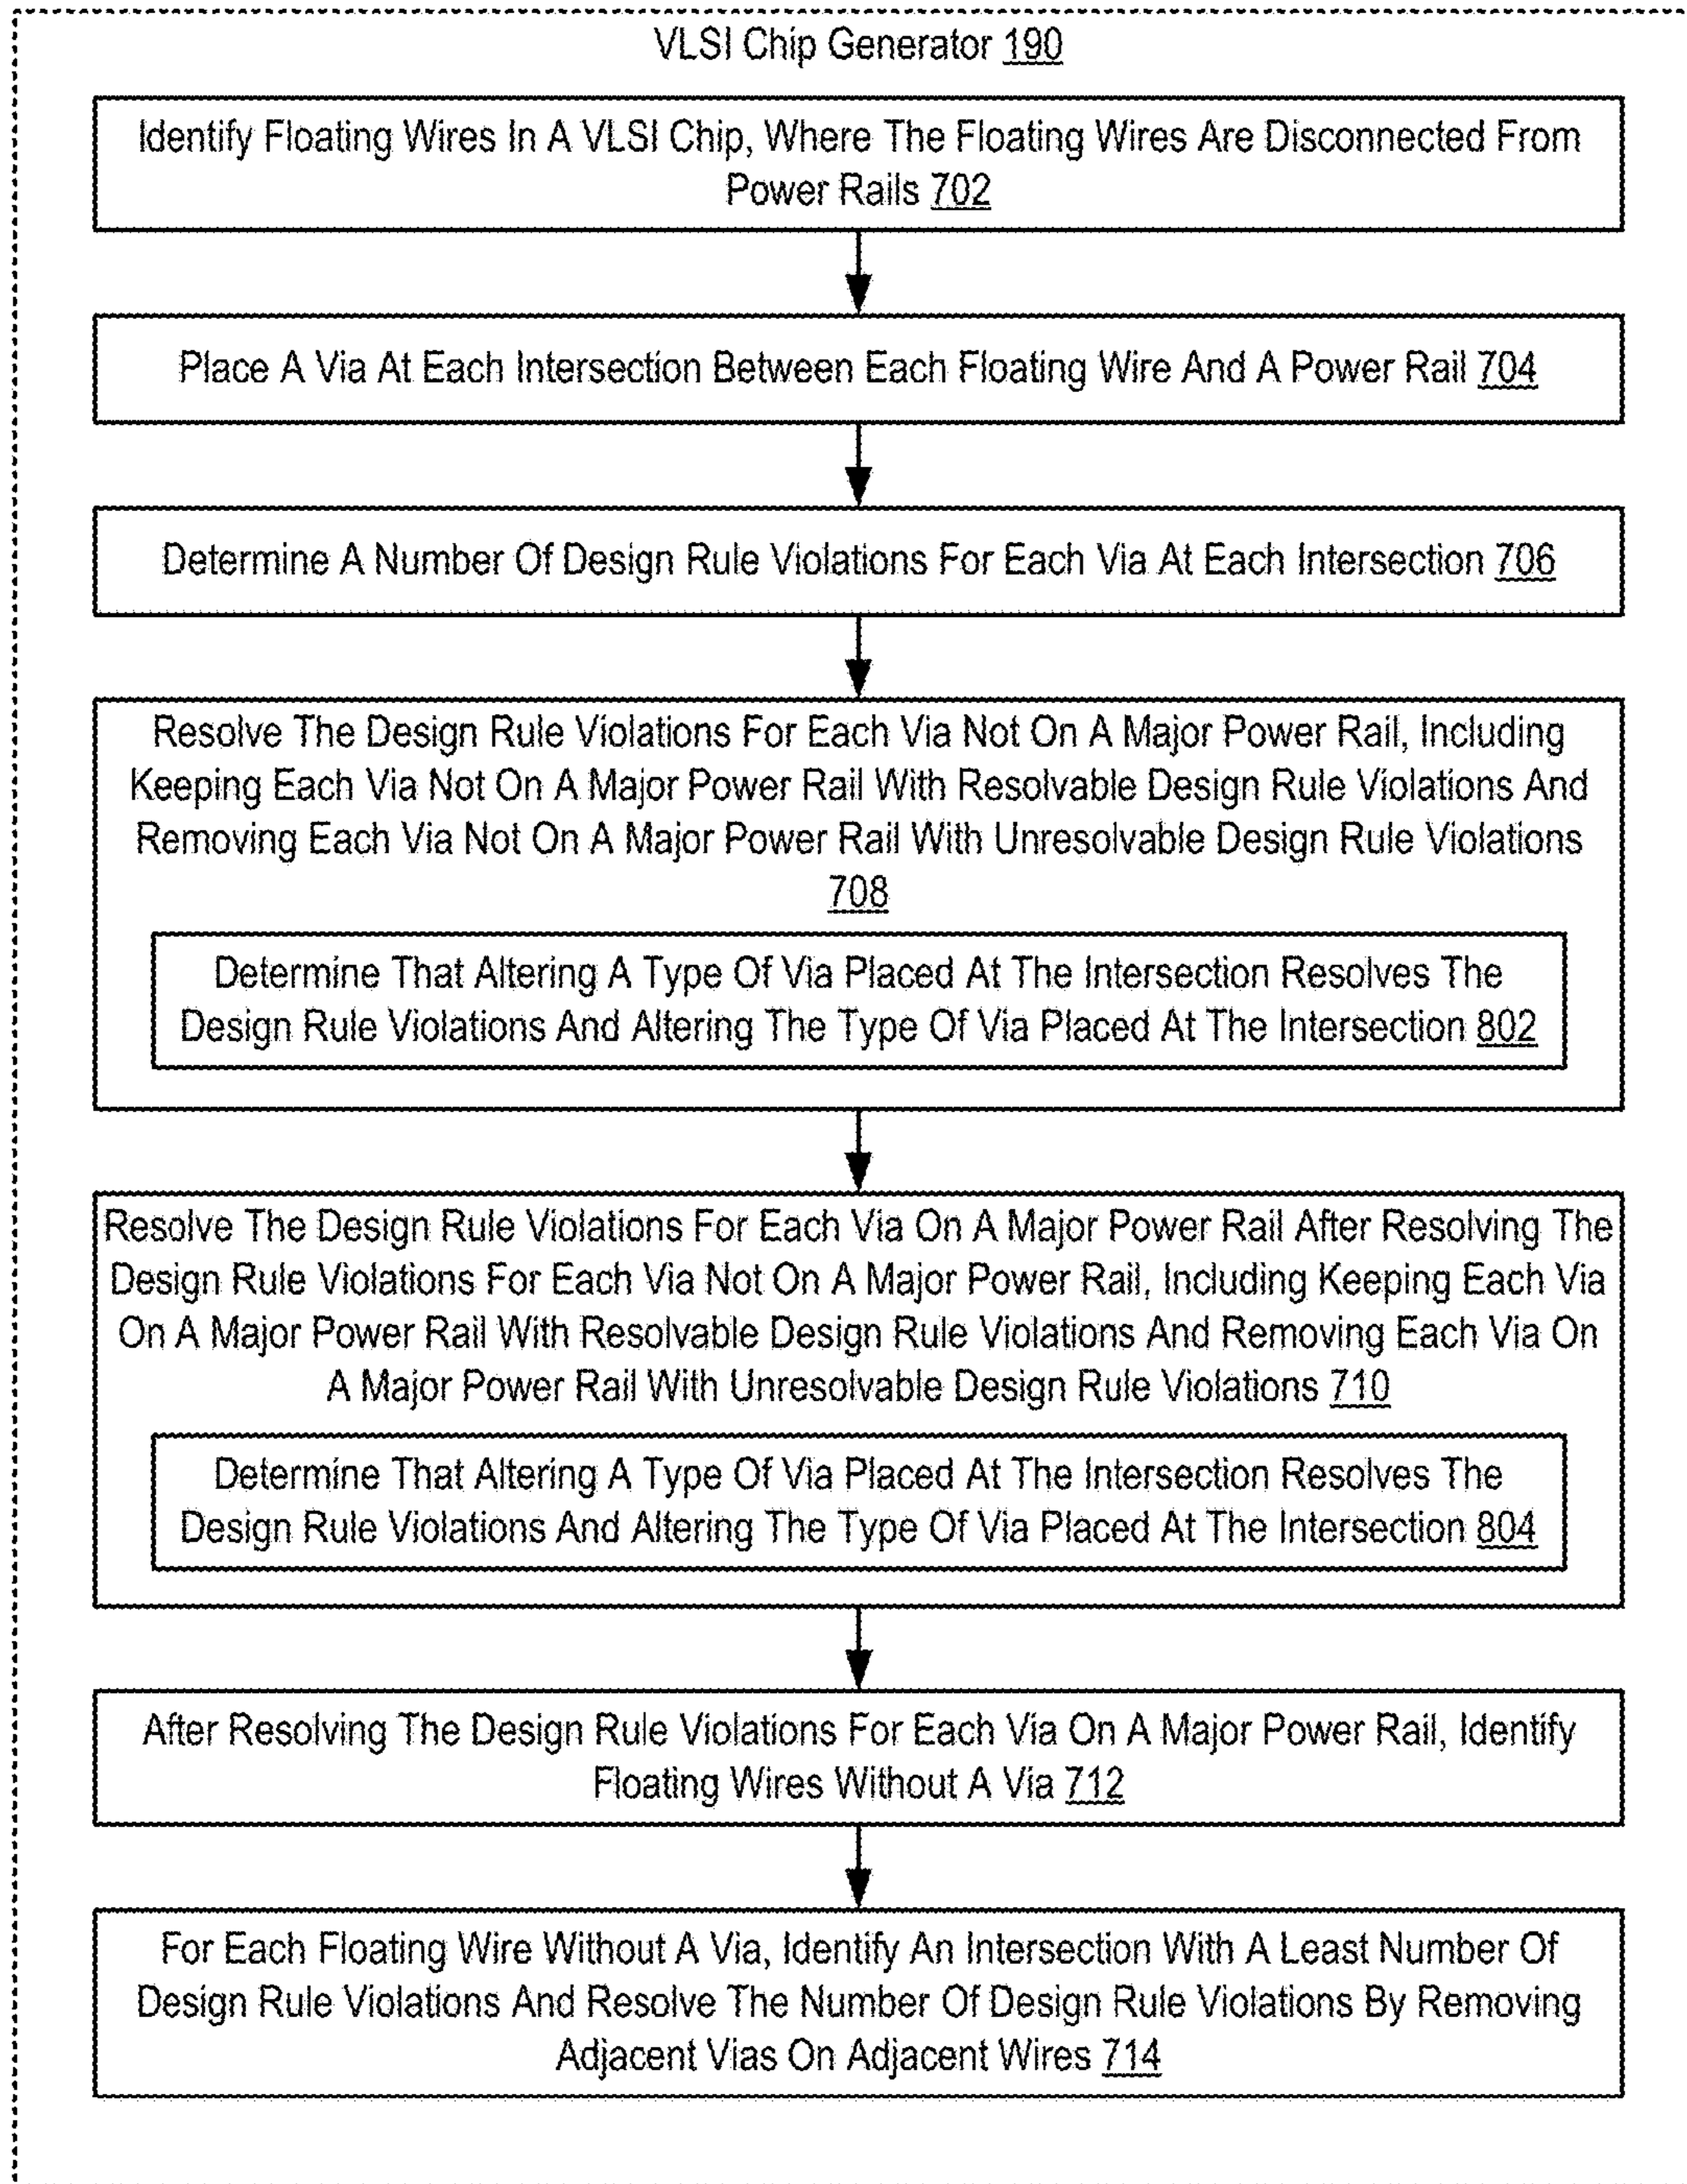 VLSI Chip Generator 190
Identify Floating Wires In A VLSI Chip, Where The Floating Wires Are Disconnected From
Power Rails 702
Place A Via At Each Intersection Between Each Floating Wire And A Power Rail 704
Determine A Number Of Design Rule Violations For Each Via At Each Intersection 706
Resolve The Design Rule Violations For Each Via Not On A Major Power Rail, Including
Keeping Each Via Not On A Major Power Rail With Resolvable Design Rule Violations And
Removing Each Via Not On A Major Power Rail With Unresolvable Design Rule Violations
708
Determine That Altering A Type Of Via Placed At The Intersection Resolves The
Design Rule Violations And Altering The Type Of Via Placed At The Intersection 802
Resolve The Design Rule Violations For Each Via On A Major Power Rail After Resolving The
Design Rule Violations For Each Via Not On A Major Power Rail, Including Keeping Each Via
On A Major Power Rail With Resolvable Design Rule Violations And Removing Each Via On
A Major Power Rail With Unresolvable Design Rule Violations 710
Determine That Altering A Type Of Via Placed At The Intersection Resolves The
Design Rule Violations And Altering The Type Of Via Placed At The Intersection 804
After Resolving The Design Rule Violations For Each Via On A Major Power Rail, Identify
Floating Wires Without A Via 712
For Each Floating Wire Without A Via, Identify An Intersection With A Least Number Of
Design Rule Violations And Resolve The Number Of Design Rule Violations By Removing
Adjacent Vias On Adjacent Wires 714